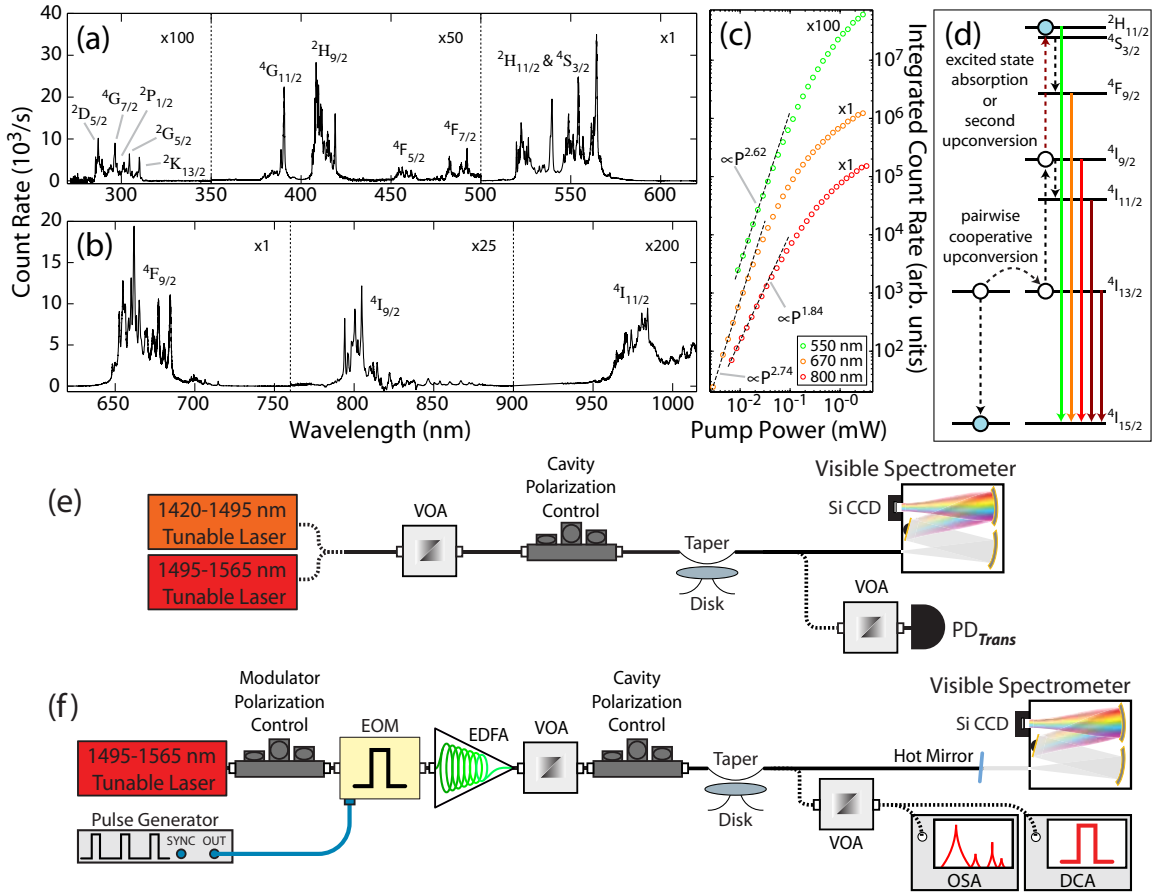 (a)
x100
x50
x1
Count Rate (10³/s)
40
30
20
10
0
²D5/2
⁴G7/2
²P1/2
²G5/2
²K13/2
⁴G11/2
²H9/2
⁴F5/2
⁴F7/2
²H11/2 & ⁴S3/2
300
350
400
450
500
550
600
(b)
x1
x25
x200
20
15
10
5
0
⁴F9/2
⁴I9/2
⁴I11/2
650
700
750
800
850
900
950
1000
Wavelength (nm)
(c)
x100
x1
x1
∝P^2.62
∝P^1.84
∝P^2.74
550 nm
670 nm
800 nm
10⁷
10⁶
10⁵
10⁴
10³
10²
Integrated Count Rate (arb. units)
10⁻²
10⁻¹
10⁰
Pump Power (mW)
(d)
²H11/2
⁴S3/2
excited state
absorption
or
second
upconversion
⁴F9/2
⁴I9/2
⁴I11/2
pairwise
cooperative
upconversion
⁴I13/2
⁴I15/2
(e)
1420-1495 nm
Tunable Laser
1495-1565 nm
Tunable Laser
VOA
Cavity
Polarization
Control
Taper
Disk
Visible Spectrometer
Si CCD
VOA
PDTrans
(f)
1495-1565 nm
Tunable Laser
Modulator
Polarization
Control
EOM
EDFA
VOA
Cavity
Polarization
Control
Taper
Disk
Hot Mirror
Visible Spectrometer
Si CCD
VOA
Pulse Generator
SYNC OUT
OSA
DCA